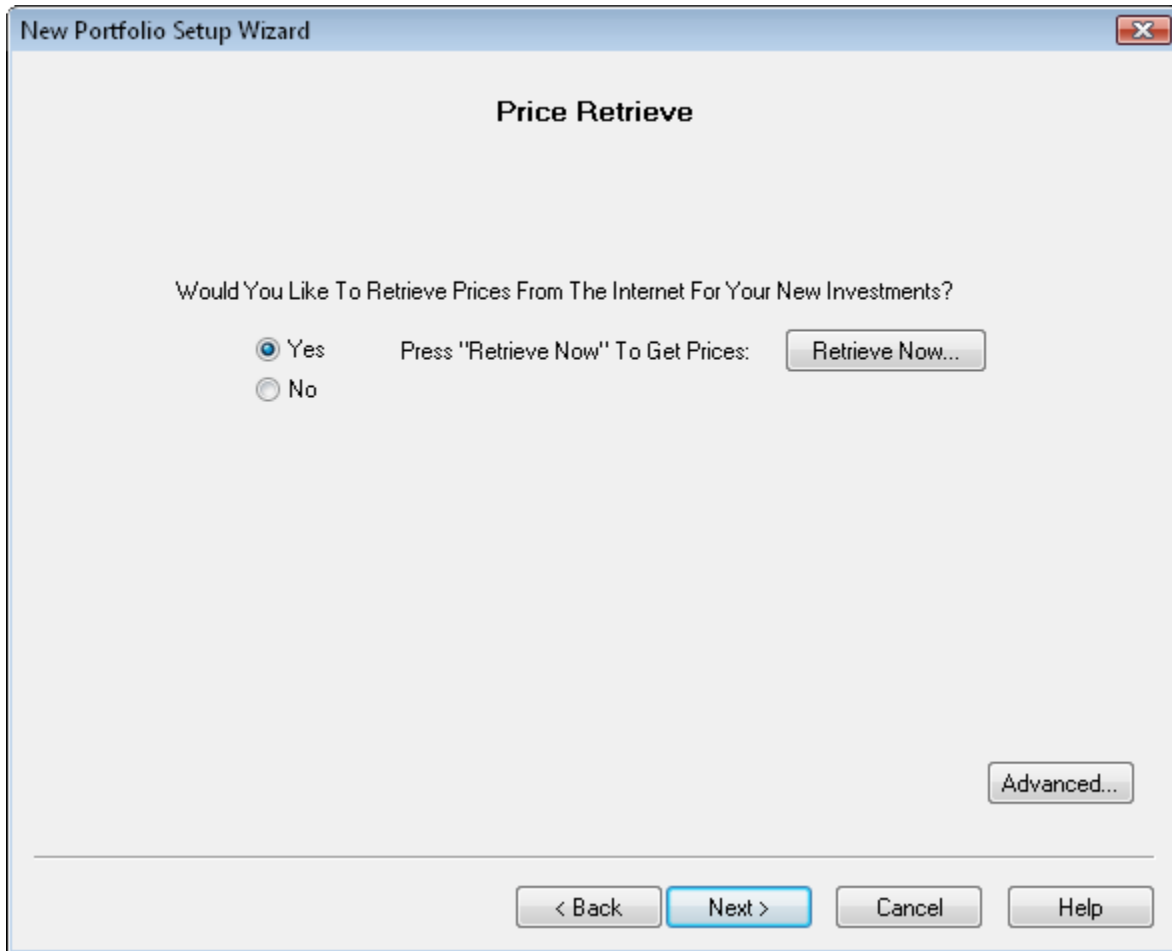 New Portfolio Setup Wizard
Price Retrieve
Would You Like To Retrieve Prices From The Internet For Your New Investments?
Yes Press "Retrieve Now" To Get Prices: Retrieve Now...
No
Advanced...
< Back Next > Cancel Help